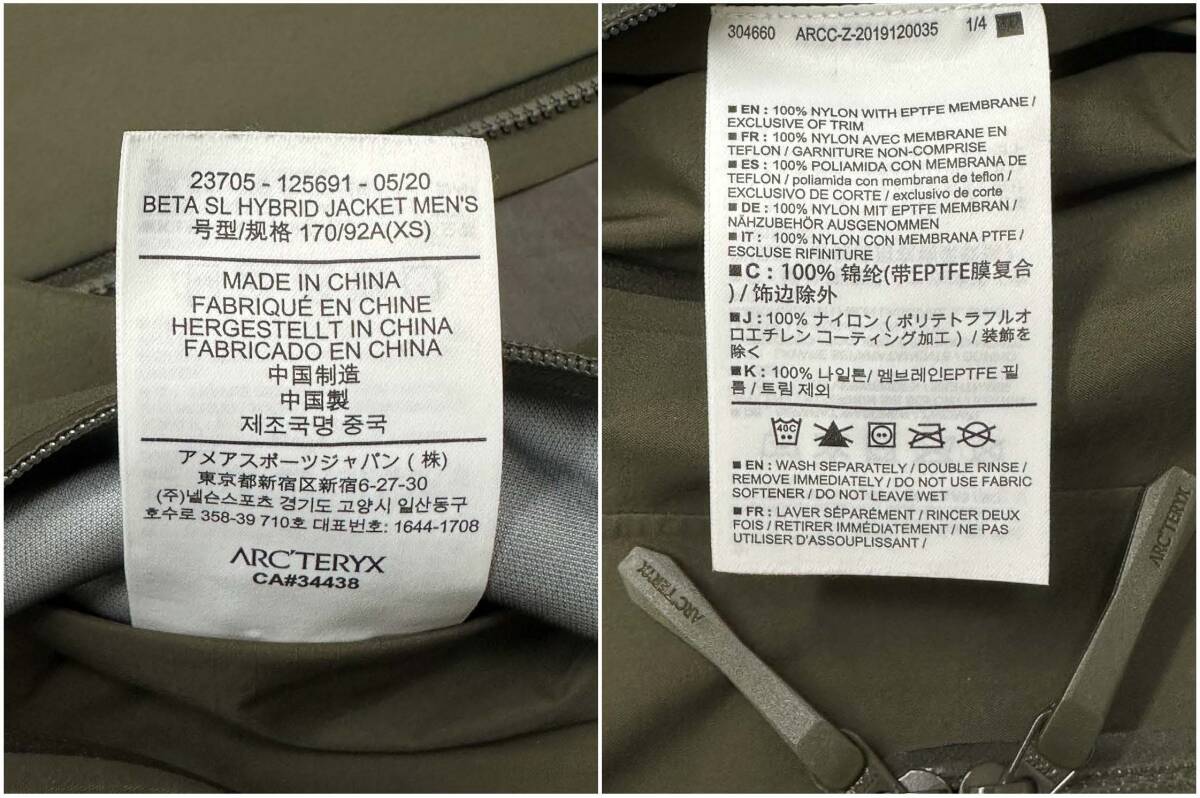 23705 - 125691 - 05/20
BETA SL HYBRID JACKET MEN'S
号型/规格 170/92A(XS)
MADE IN CHINA
FABRIQUÉ EN CHINE
HERGESTELLT IN CHINA
FABRICADO EN CHINA
中国制造
中国製
제조국명 중국
アメアスポーツジャパン ( 株)
東京都新宿区新宿6-27-30
(주)넬슨스포츠 경기도 고양시 일산동구
호수로 358-39 710호 대표번호: 1644-1708
ARC'TERYX
CA#34438
304660 ARCC-Z-2019120035 1/4
■ EN : 100% NYLON WITH EPTFE MEMBRANE /
EXCLUSIVE OF TRIM
■ FR : 100% NYLON AVEC MEMBRANE EN
TEFLON / GARNITURE NON-COMPRISE
■ ES : 100% POLIAMIDA CON MEMBRANA DE
TEFLON / poliamida con membrana de teflon /
EXCLUSIVO DE CORTE / exclusivo de corte
■ DE : 100% NYLON MIT EPTFE MEMBRAN /
NÄHZUBEHÖR AUSGENOMMEN
■ IT : 100% NYLON CON MEMBRANA PTFE /
ESCLUSE RIFINITURE
■ C : 100% 锦纶(带EPTFE膜复合
) / 饰边除外
■ J : 100% ナイロン ( ポリテトラフルオ
ロエチレン コーティング加工 ) / 装飾を
除く
■ K : 100% 나일론/ 멤브레인EPTFE 필
름 / 트림 제외
40C
■ EN : WASH SEPARATELY / DOUBLE RINSE /
REMOVE IMMEDIATELY / DO NOT USE FABRIC
SOFTENER / DO NOT LEAVE WET
■ FR : LAVER SÉPARÉMENT / RINCER DEUX
FOIS / RETIRER IMMÉDIATEMENT / NE PAS
UTILISER D'ASSOUPLISSANT /
ARC'TERYX
ARC'TERYX